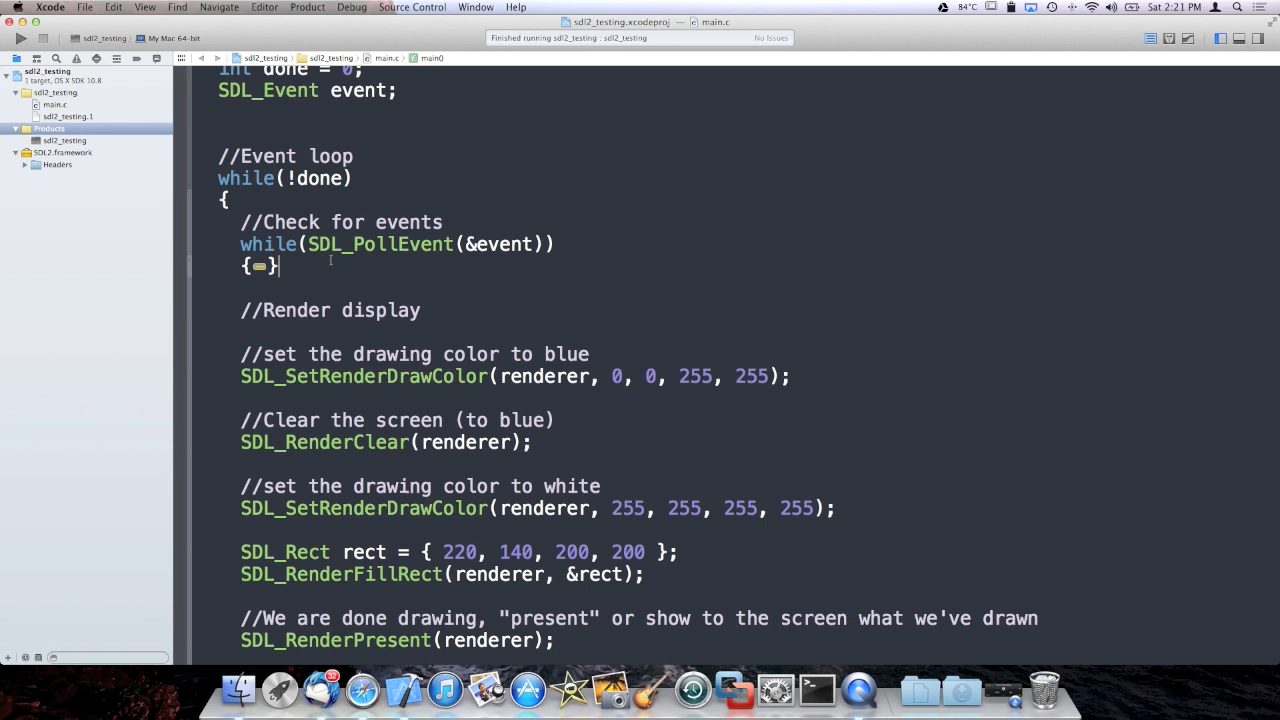 Xcode File Edit View Find Navigate Editor Product Debug Source Control Window Help
84°C Sat 2:21 PM
sdl2_testing.xcodeproj — main.c
sdl2_testing My Mac 64-bit
Finished running sdl2_testing : sdl2_testing No Issues
sdl2_testing sdl2_testing main.c main()
sdl2_testing
1 target, OS X SDK 10.8
sdl2_testing
main.c
sdl2_testing.1
Products
sdl2_testing
SDL2.framework
Headers
int done = 0;
SDL_Event event;
//Event loop
while(!done)
{
//Check for events
while(SDL_PollEvent(&event))
{ }
//Render display
//set the drawing color to blue
SDL_SetRenderDrawColor(renderer, 0, 0, 255, 255);
//Clear the screen (to blue)
SDL_RenderClear(renderer);
//set the drawing color to white
SDL_SetRenderDrawColor(renderer, 255, 255, 255, 255);
SDL_Rect rect = { 220, 140, 200, 200 };
SDL_RenderFillRect(renderer, &rect);
//We are done drawing, "present" or show to the screen what we've drawn
SDL_RenderPresent(renderer);
32